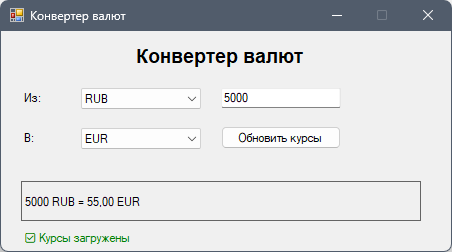 Конвертер валют
Конвертер валют
Из:
RUB
5000
В:
EUR
Обновить курсы
5000 RUB = 55,00 EUR
Курсы загружены